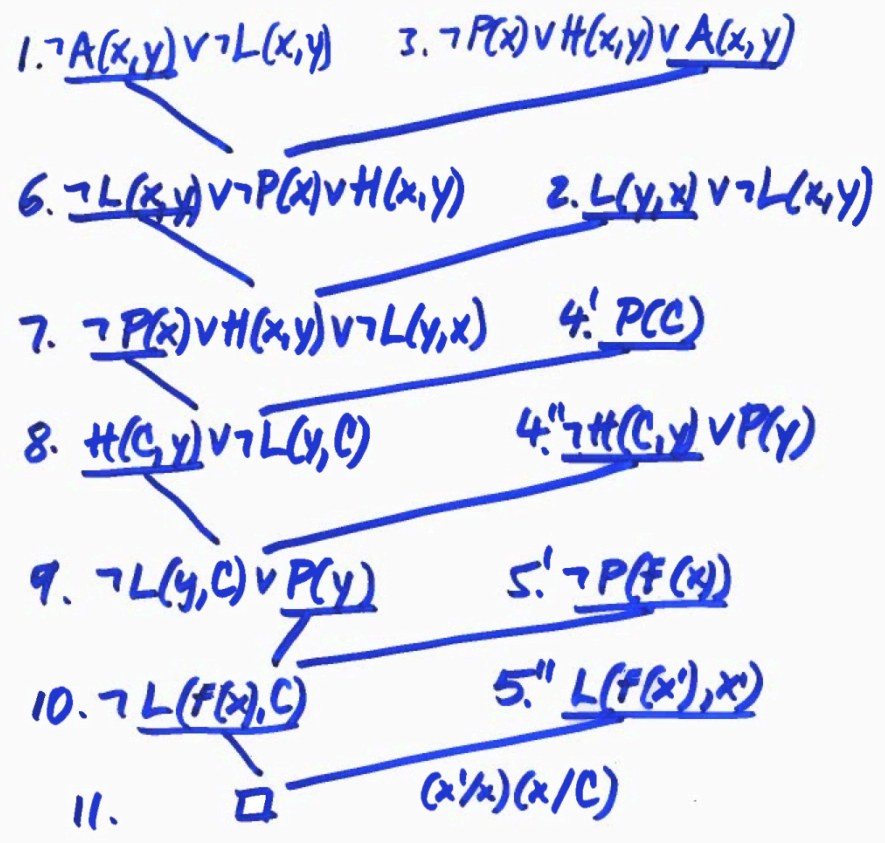 1. ¬A(x,y) ∨ ¬L(x,y) 3. ¬P(x) ∨ H(x,y) ∨ A(x,y)
6. ¬L(x,y) ∨ ¬P(x) ∨ H(x,y) 2. L(y,x) ∨ ¬L(x,y)
7. ¬P(x) ∨ H(x,y) ∨ ¬L(y,x) 4.' P(C)
8. H(C,y) ∨ ¬L(y,C) 4." ¬H(C,y) ∨ P(y)
9. ¬L(y,C) ∨ P(y) 5.' ¬P(F(x))
10. ¬L(F(x),C) 5." L(F(x'),x')
11. □ (x'/x)(x/C)